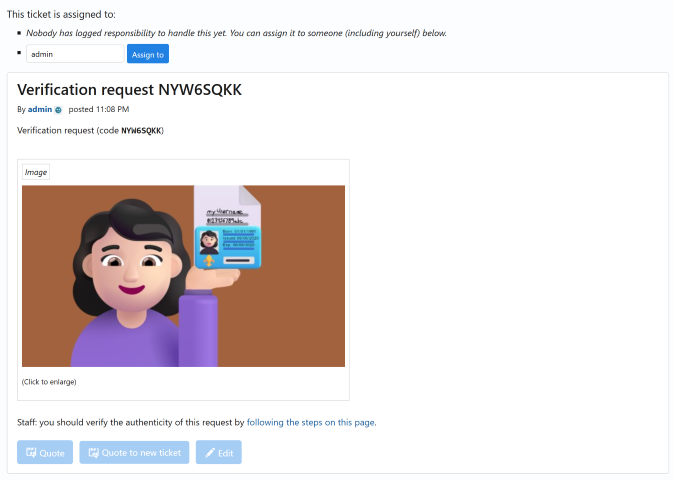 This ticket is assigned to:
Nobody has logged responsibility to handle this yet. You can assign it to someone (including yourself) below.
admin
Assign to
Verification request NYW6SQKK
By admin posted 11:08 PM
Verification request (code NYW6SQKK)
Image
my Username
(Click to enlarge)
Staff: you should verify the authenticity of this request by following the steps on this page.
Quote
Quote to new ticket
Edit